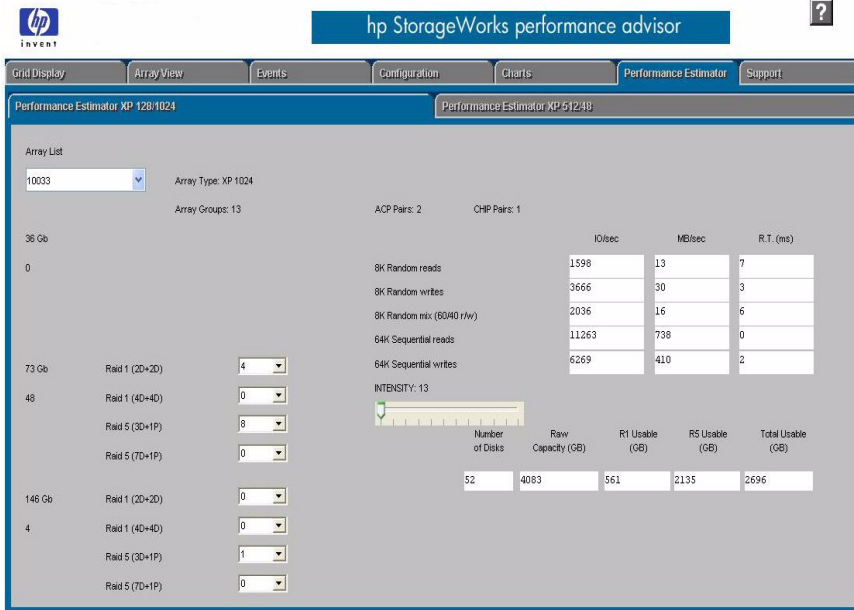 hp
invent
hp StorageWorks performance advisor
?
Grid Display Array View Events Configuration Charts Performance Estimator Support
Performance Estimator XP 128/1024 Performance Estimator XP 512/48
Array List
10033 Array Type: XP 1024
Array Groups: 13 ACP Pairs: 2 CHIP Pairs: 1
36 Gb IO/sec MB/sec R.T. (ms)
0 8K Random reads 1598 13 7
8K Random writes 3666 30 3
8K Random mix (60/40 r/w) 2036 16 6
64K Sequential reads 11263 738 0
73 Gb Raid 1 (2D+2D) 4 64K Sequential writes 6269 410 2
48 Raid 1 (4D+4D) 0 INTENSITY: 13
Raid 5 (3D+1P) 8
Raid 5 (7D+1P) 0
Number of Disks Raw Capacity (GB) R1 Usable (GB) R5 Usable (GB) Total Usable (GB)
52 4083 561 2135 2696
146 Gb Raid 1 (2D+2D) 0
4 Raid 1 (4D+4D) 0
Raid 5 (3D+1P) 1
Raid 5 (7D+1P) 0